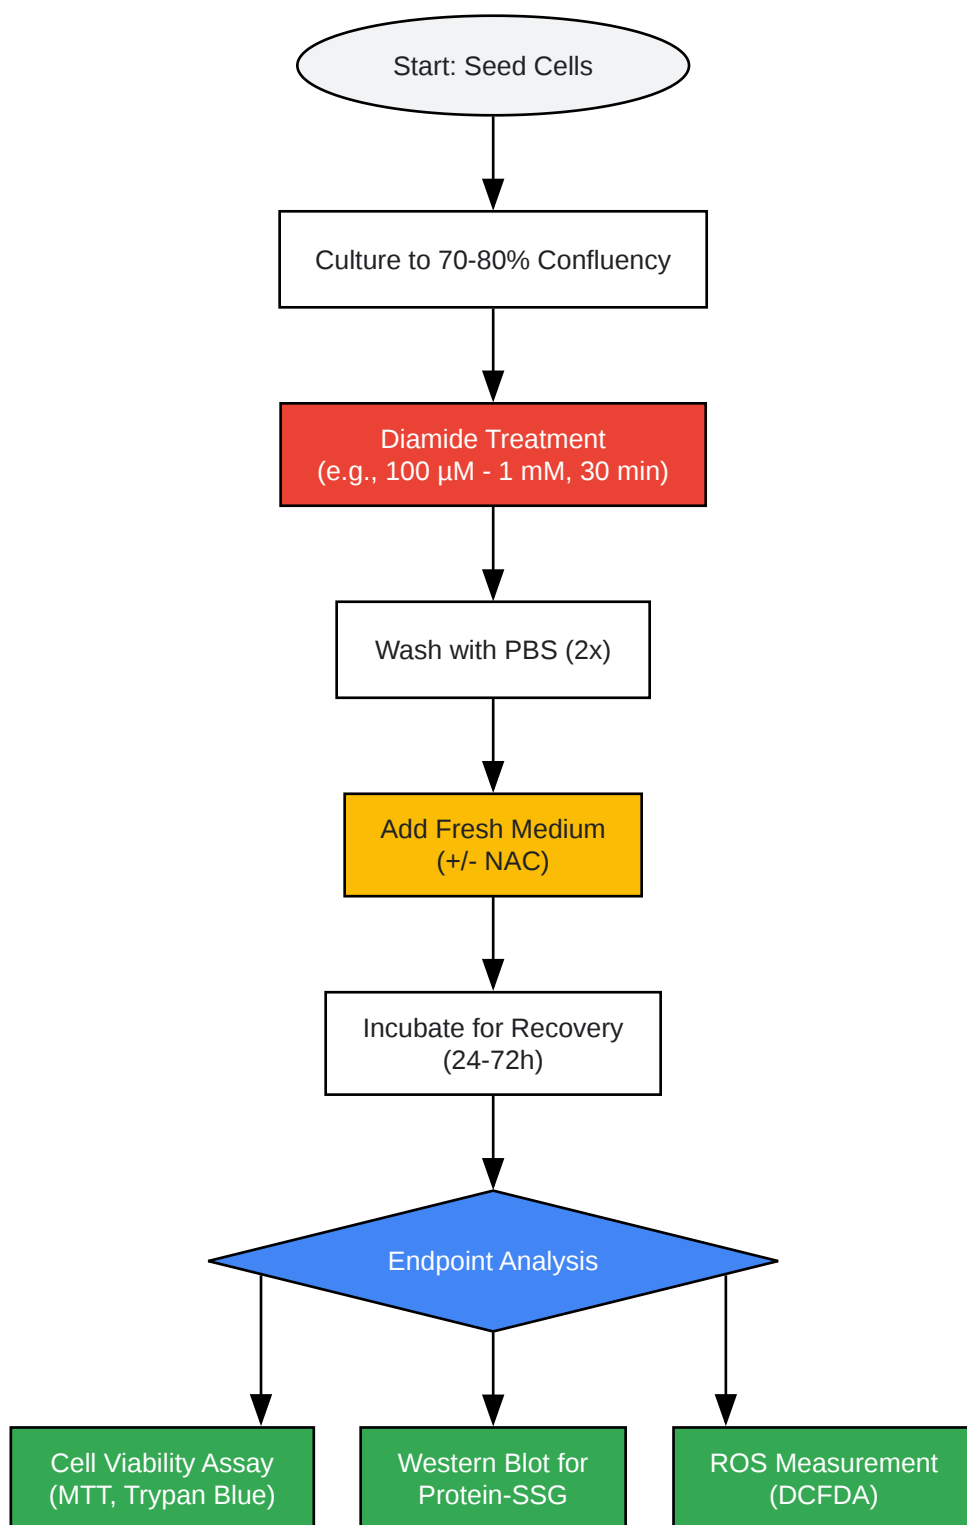 Start: Seed Cells
Culture to 70-80% Confluency
Diamide Treatment
(e.g., 100 µM - 1 mM, 30 min)
Wash with PBS (2x)
Add Fresh Medium
(+/- NAC)
Incubate for Recovery
(24-72h)
Endpoint Analysis
Cell Viability Assay
(MTT, Trypan Blue)
Western Blot for
Protein-SSG
ROS Measurement
(DCFDA)